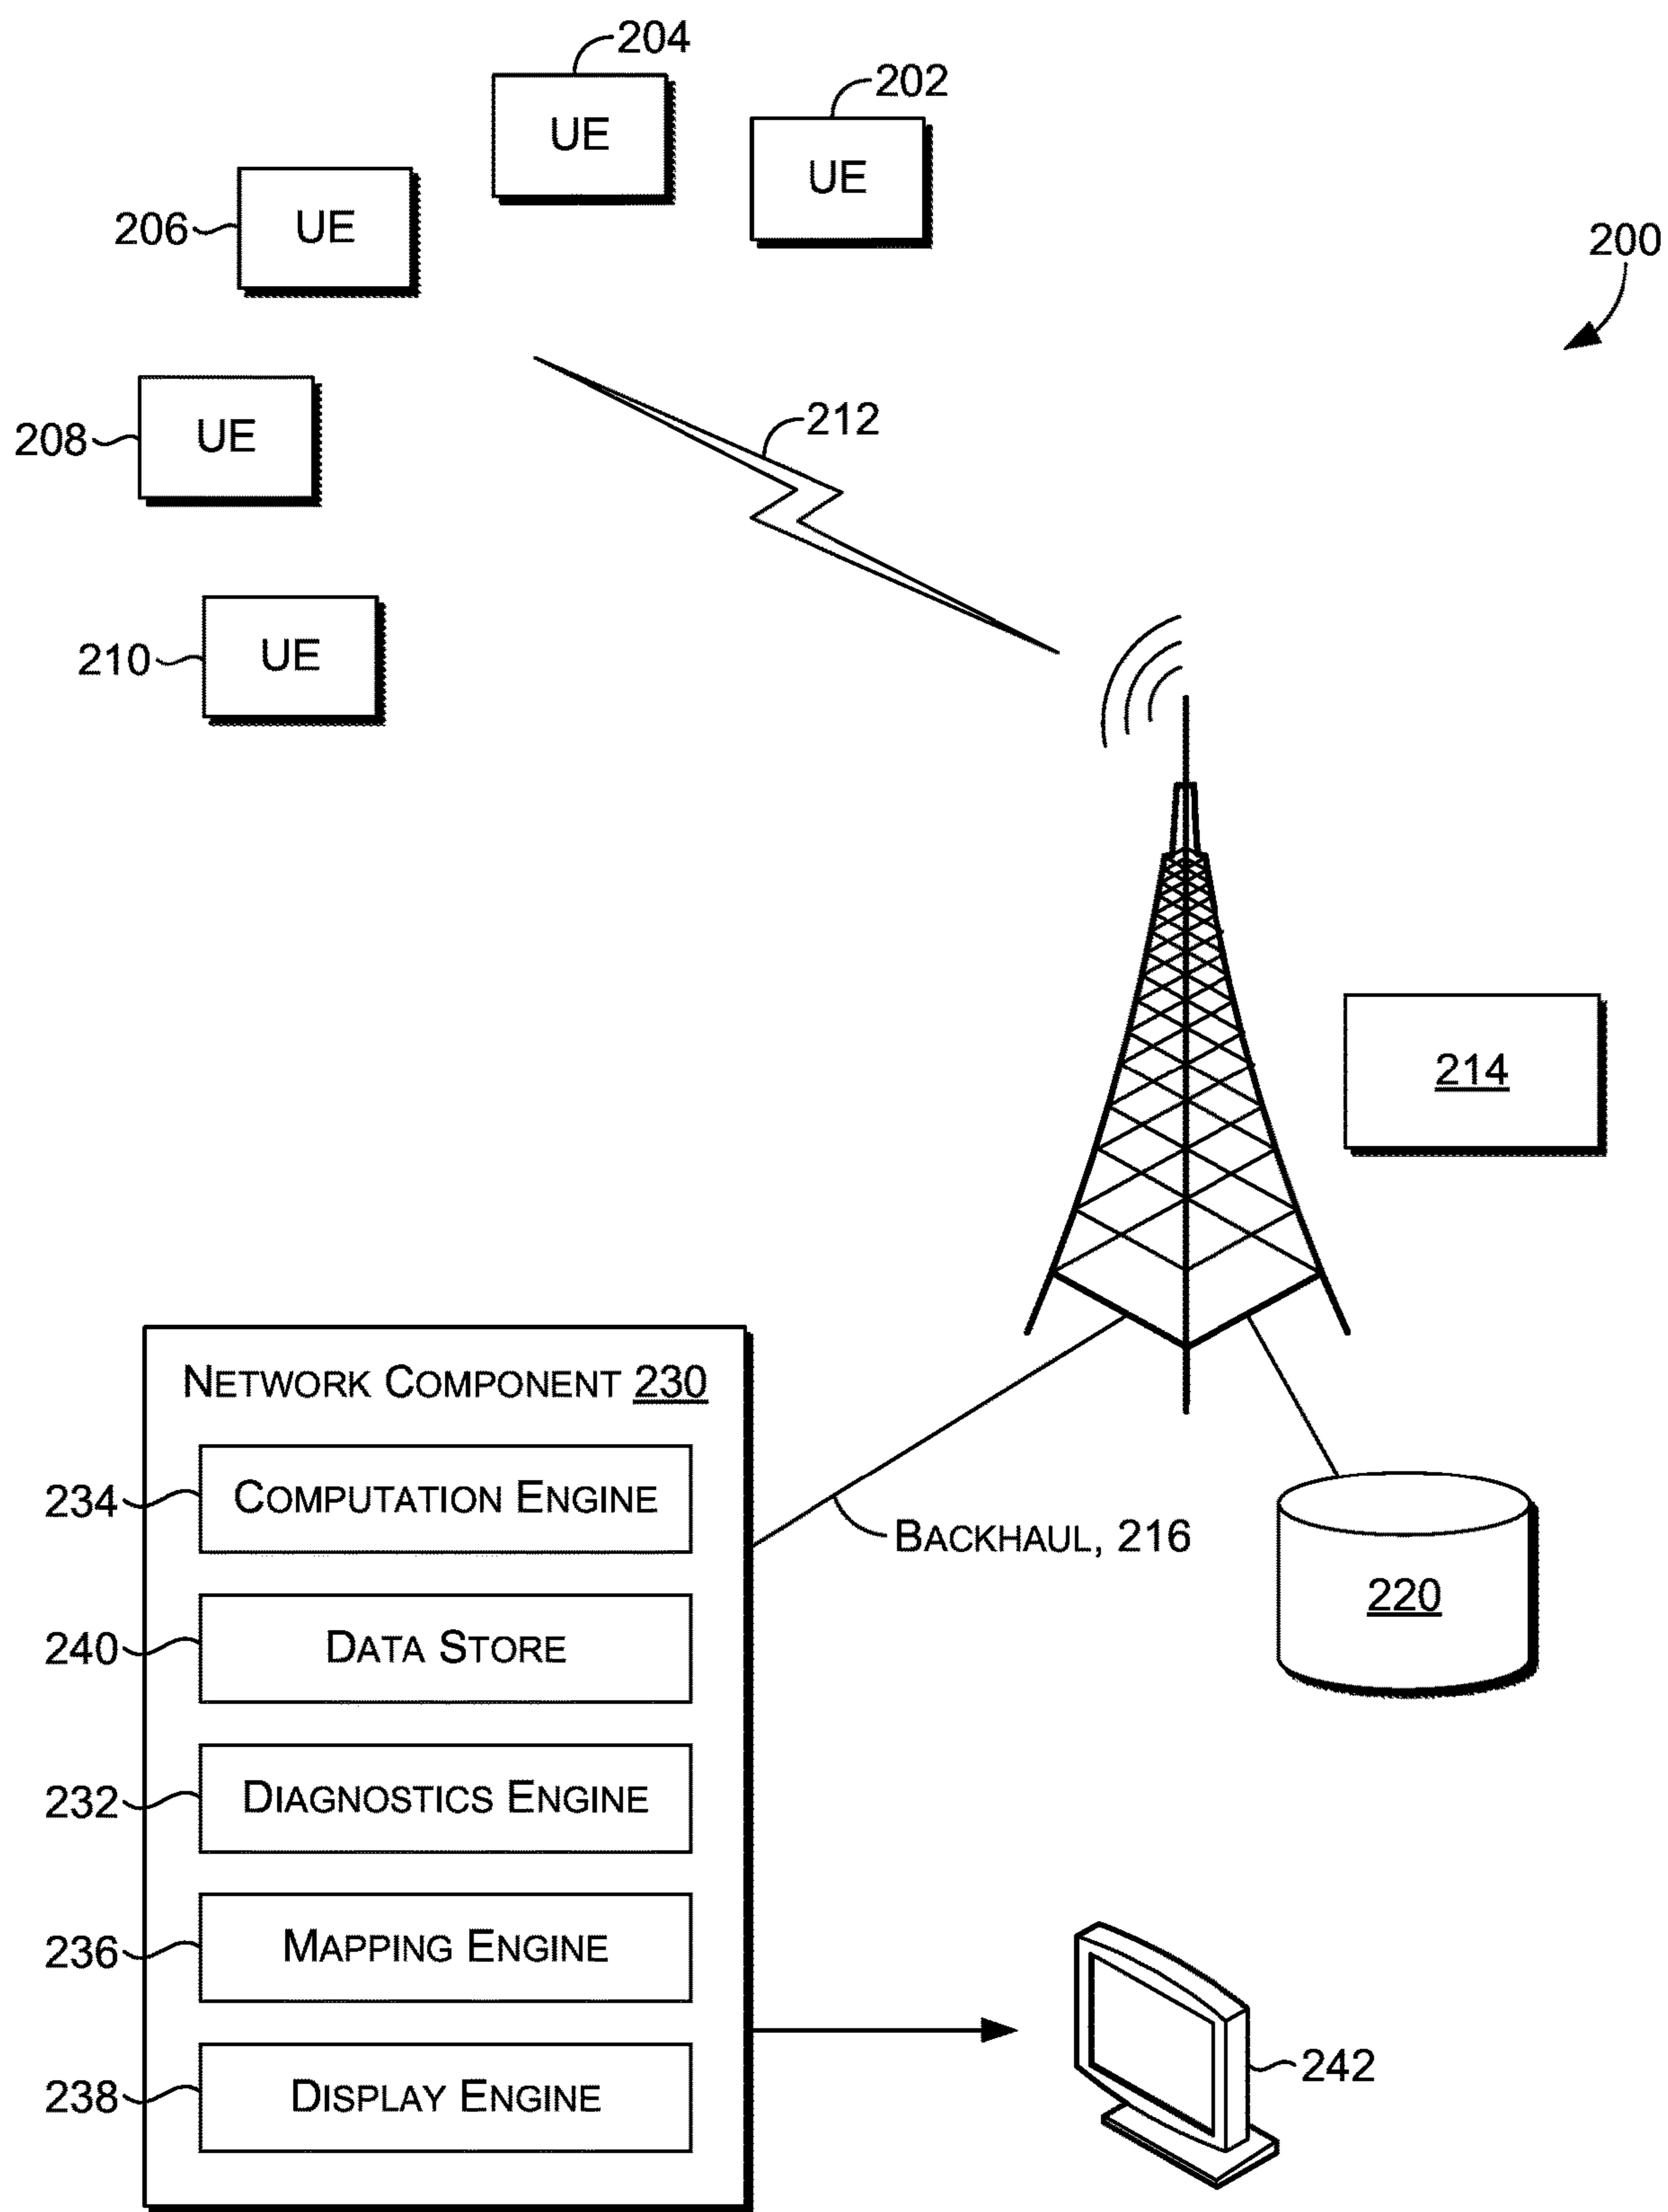 204
202
UE
UE
206
UE
200
212
208
UE
210
UE
214
NETWORK COMPONENT 230
234
COMPUTATION ENGINE
BACKHAUL, 216
240
DATA STORE
220
232
DIAGNOSTICS ENGINE
236
MAPPING ENGINE
242
238
DISPLAY ENGINE